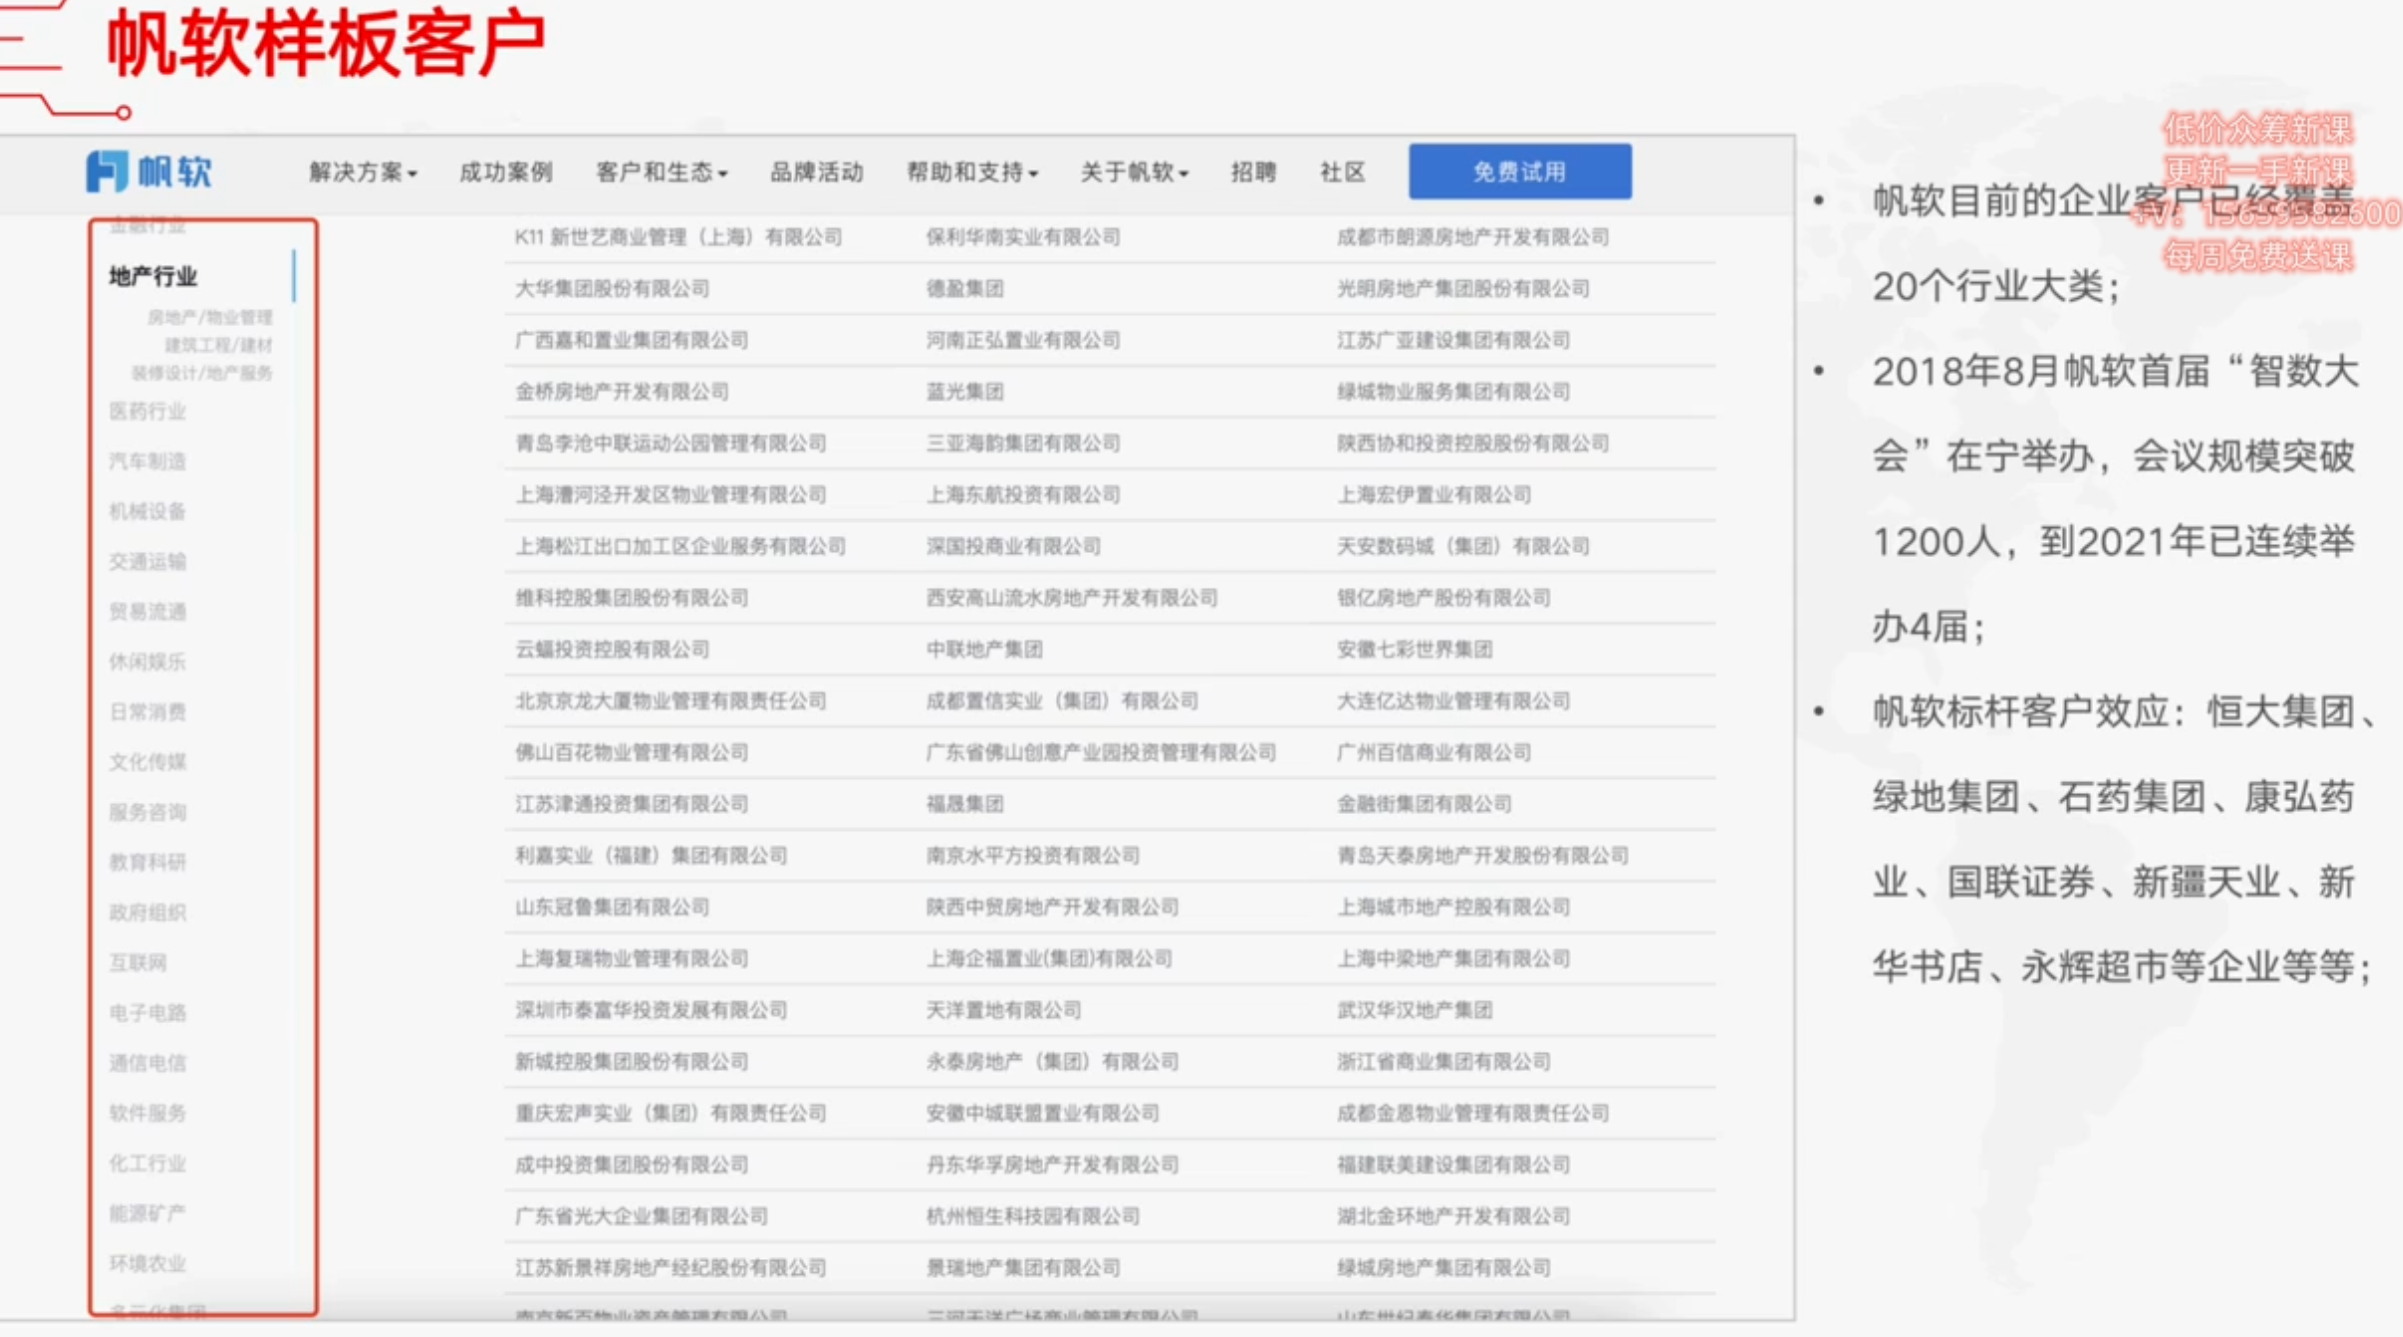 帆软样板客户
帆软 解决方案 成功案例 客户和生态 品牌活动 帮助和支持 关于帆软 招聘 社区 免费试用
金融行业
地产行业
房地产/物业管理
建筑工程/建材
装修设计/地产服务
医药行业
汽车制造
机械设备
交通运输
贸易流通
休闲娱乐
日常消费
文化传媒
服务咨询
教育科研
政府组织
互联网
电子电路
通信电信
软件服务
化工行业
能源矿产
环境农业
多元化集团
K11 新世艺商业管理（上海）有限公司 保利华南实业有限公司 成都市朗源房地产开发有限公司
大华集团股份有限公司 德盈集团 光明房地产集团股份有限公司
广西嘉和置业集团有限公司 河南正弘置业有限公司 江苏广亚建设集团有限公司
金桥房地产开发有限公司 蓝光集团 绿城物业服务集团有限公司
青岛李沧中联运动公园管理有限公司 三亚海韵集团有限公司 陕西协和投资控股股份有限公司
上海漕河泾开发区物业管理有限公司 上海东航投资有限公司 上海宏伊置业有限公司
上海松江出口加工区企业服务有限公司 深国投商业有限公司 天安数码城（集团）有限公司
维科控股集团股份有限公司 西安高山流水房地产开发有限公司 银亿房地产股份有限公司
云蝠投资控股有限公司 中联地产集团 安徽七彩世界集团
北京京龙大厦物业管理有限责任公司 成都置信实业（集团）有限公司 大连亿达物业管理有限公司
佛山百花物业管理有限公司 广东省佛山创意产业园投资管理有限公司 广州百信商业有限公司
江苏津通投资集团有限公司 福晟集团 金融街集团有限公司
利嘉实业（福建）集团有限公司 南京水平方投资有限公司 青岛天泰房地产开发股份有限公司
山东冠鲁集团有限公司 陕西中贸房地产开发有限公司 上海城市地产控股有限公司
上海复瑞物业管理有限公司 上海企福置业(集团)有限公司 上海中梁地产集团有限公司
深圳市泰富华投资发展有限公司 天洋置地有限公司 武汉华汉地产集团
新城控股集团股份有限公司 永泰房地产（集团）有限公司 浙江省商业集团有限公司
重庆宏声实业（集团）有限责任公司 安徽中城联盟置业有限公司 成都金恩物业管理有限责任公司
成中投资集团股份有限公司 丹东华孚房地产开发有限公司 福建联美建设集团有限公司
广东省光大企业集团有限公司 杭州恒生科技园有限公司 湖北金环地产开发有限公司
江苏新景祥房地产经纪股份有限公司 景瑞地产集团有限公司 绿城房地产集团有限公司
南京新百物业资产管理有限公司 三河天洋广场商业管理有限公司 山东世纪泰华集团有限公司
低价众筹新课
更新一手新课
每周免费送课
• 帆软目前的企业客户已经覆盖
20个行业大类；
• 2018年8月帆软首届“智数大
会”在宁举办，会议规模突破
1200人，到2021年已连续举
办4届；
• 帆软标杆客户效应：恒大集团、
绿地集团、石药集团、康弘药
业、国联证券、新疆天业、新
华书店、永辉超市等企业等等；